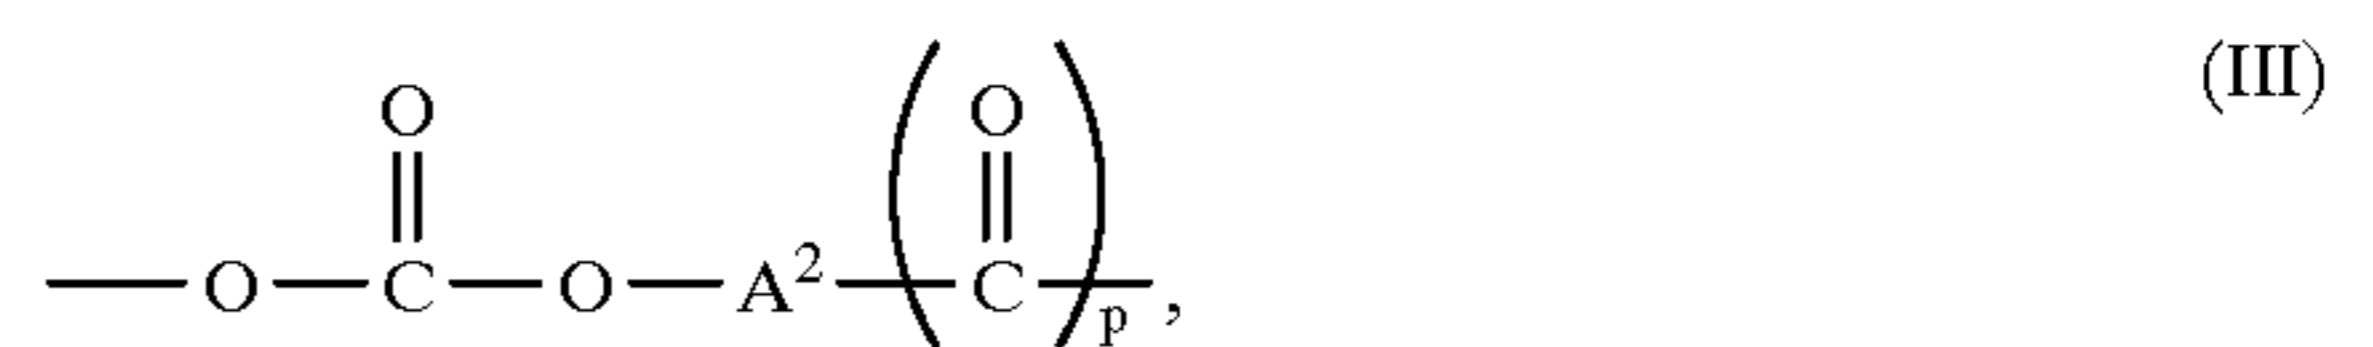 O O (III)
—O—C—O—A²—(C)p—,